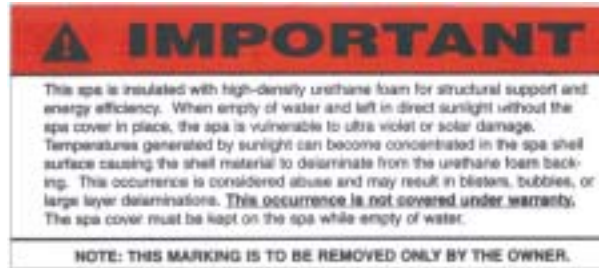 IMPORTANT
This spa is insulated with high-density urethane foam for structural support and
energy efficiency. When empty of water and left in direct sunlight without the
spa cover in place, the spa is vulnerable to ultra violet or solar damage.
Temperatures generated by sunlight can become concentrated in the spa shell
surface causing the shell material to delaminate from the urethane foam back-
ing. This occurrence is considered abuse and may result in blisters, bubbles, or
large layer delaminations. This occurrence is not covered under warranty.
The spa cover must be kept on the spa while empty of water.
NOTE: THIS MARKING IS TO BE REMOVED ONLY BY THE OWNER.